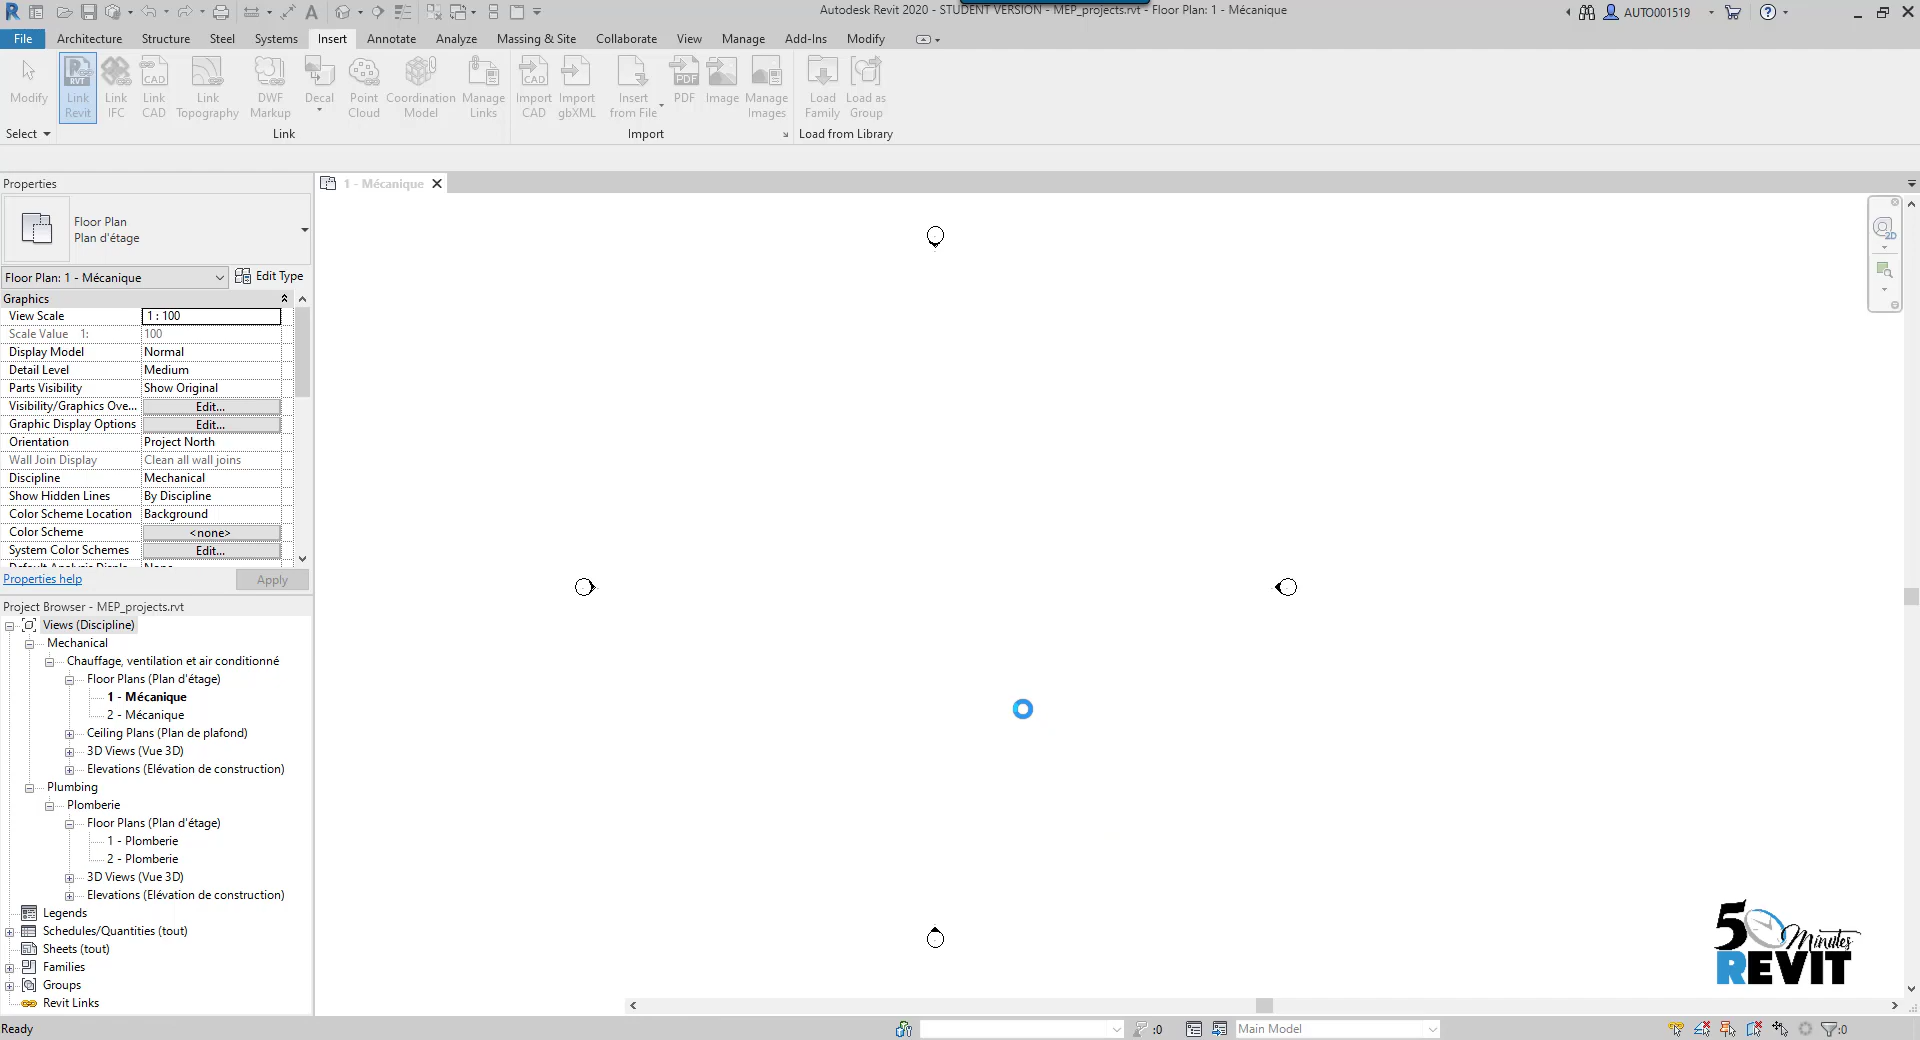 Autodesk Revit 2020 - STUDENT VERSION - MEP_projects.rvt - Floor Plan: 1 - Mécanique
AUTO001519
File Architecture Structure Steel Systems Insert Annotate Analyze Massing & Site Collaborate View Manage Add-Ins Modify
Modify
Link Revit
Link IFC
Link CAD
Link Topography
DWF Markup
Decal
Point Cloud
Coordination Model
Manage Links
Import CAD
Import gbXML
Insert from File
PDF
Image
Manage Images
Load Family
Load as Group
Select
Link
Import
Load from Library
Properties
1 - Mécanique
Floor Plan
Plan d'étage
Floor Plan: 1 - Mécanique
Edit Type
Graphics
View Scale 1 : 100
Scale Value 1: 100
Display Model Normal
Detail Level Medium
Parts Visibility Show Original
Visibility/Graphics Ove... Edit...
Graphic Display Options Edit...
Orientation Project North
Wall Join Display Clean all wall joins
Discipline Mechanical
Show Hidden Lines By Discipline
Color Scheme Location Background
Color Scheme <none>
System Color Schemes Edit...
Properties help
Apply
Project Browser - MEP_projects.rvt
Views (Discipline)
Mechanical
Chauffage, ventilation et air conditionné
Floor Plans (Plan d'étage)
1 - Mécanique
2 - Mécanique
Ceiling Plans (Plan de plafond)
3D Views (Vue 3D)
Elevations (Elévation de construction)
Plumbing
Plomberie
Floor Plans (Plan d'étage)
1 - Plomberie
2 - Plomberie
3D Views (Vue 3D)
Elevations (Elévation de construction)
Legends
Schedules/Quantities (tout)
Sheets (tout)
Families
Groups
Revit Links
2D
5 Minutes
REVIT
Ready
:0
Main Model
:0